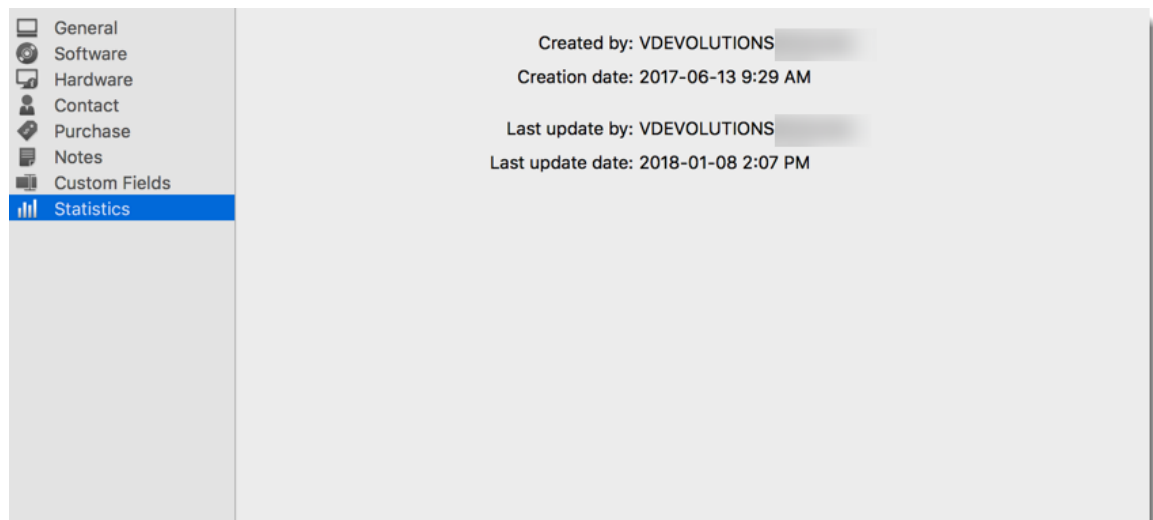 General
Software
Hardware
Contact
Purchase
Notes
Custom Fields
Statistics
Created by: VDEVOLUTIONS
Creation date: 2017-06-13 9:29 AM
Last update by: VDEVOLUTIONS
Last update date: 2018-01-08 2:07 PM